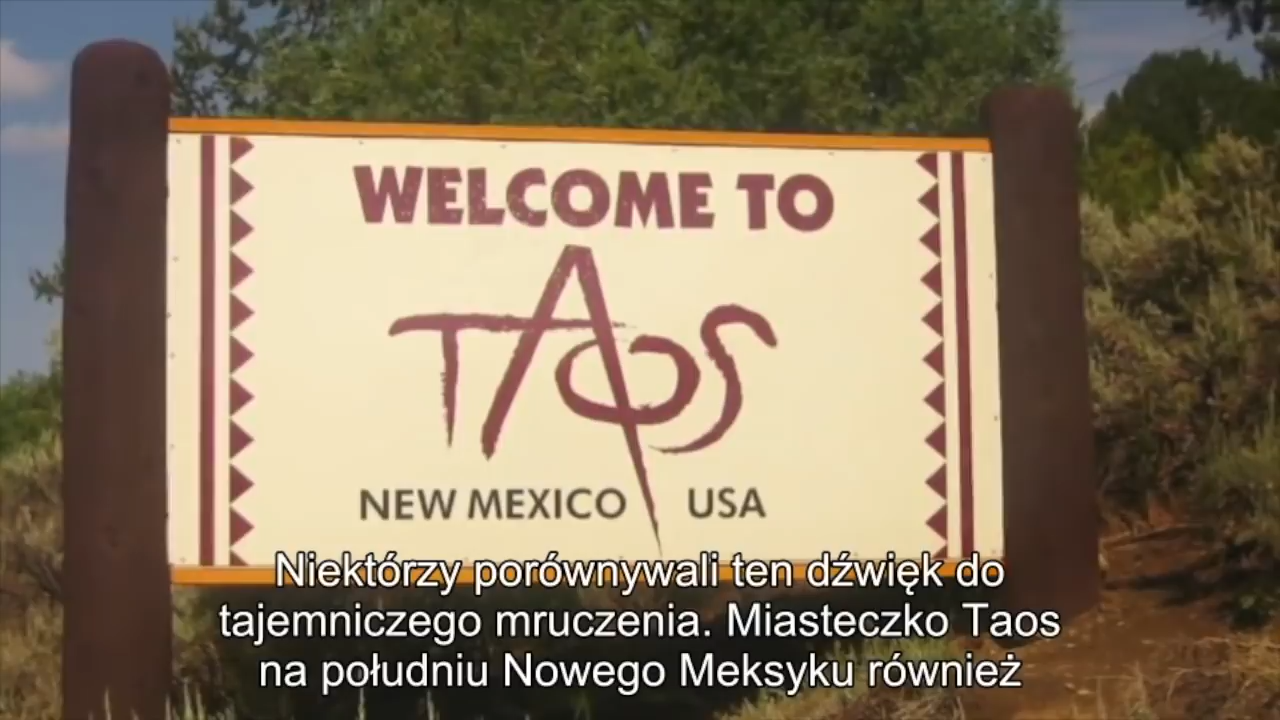 WELCOME TO
TAOS
NEW MEXICO USA
Niektórzy porównywali ten dźwięk do
tajemniczego mruczenia. Miasteczko Taos
na południu Nowego Meksyku również